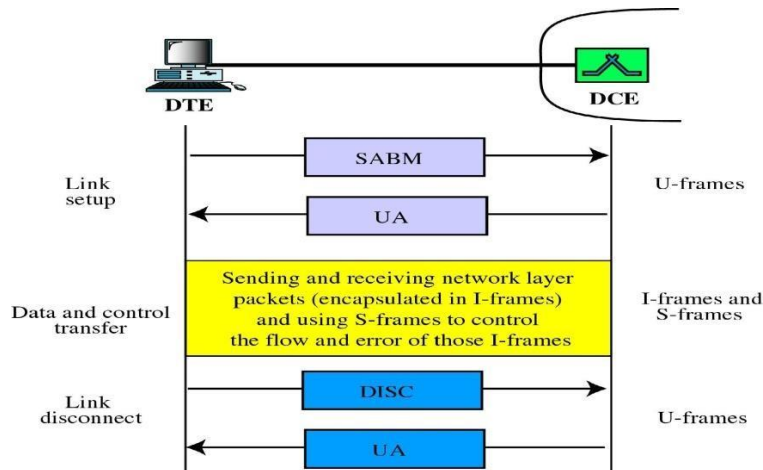 DTE
DCE
SABM
Link
setup
U-frames
UA
Sending and receiving network layer
packets (encapsulated in I-frames)
and using S-frames to control
the flow and error of those I-frames
Data and control
transfer
I-frames and
S-frames
DISC
Link
disconnect
U-frames
UA